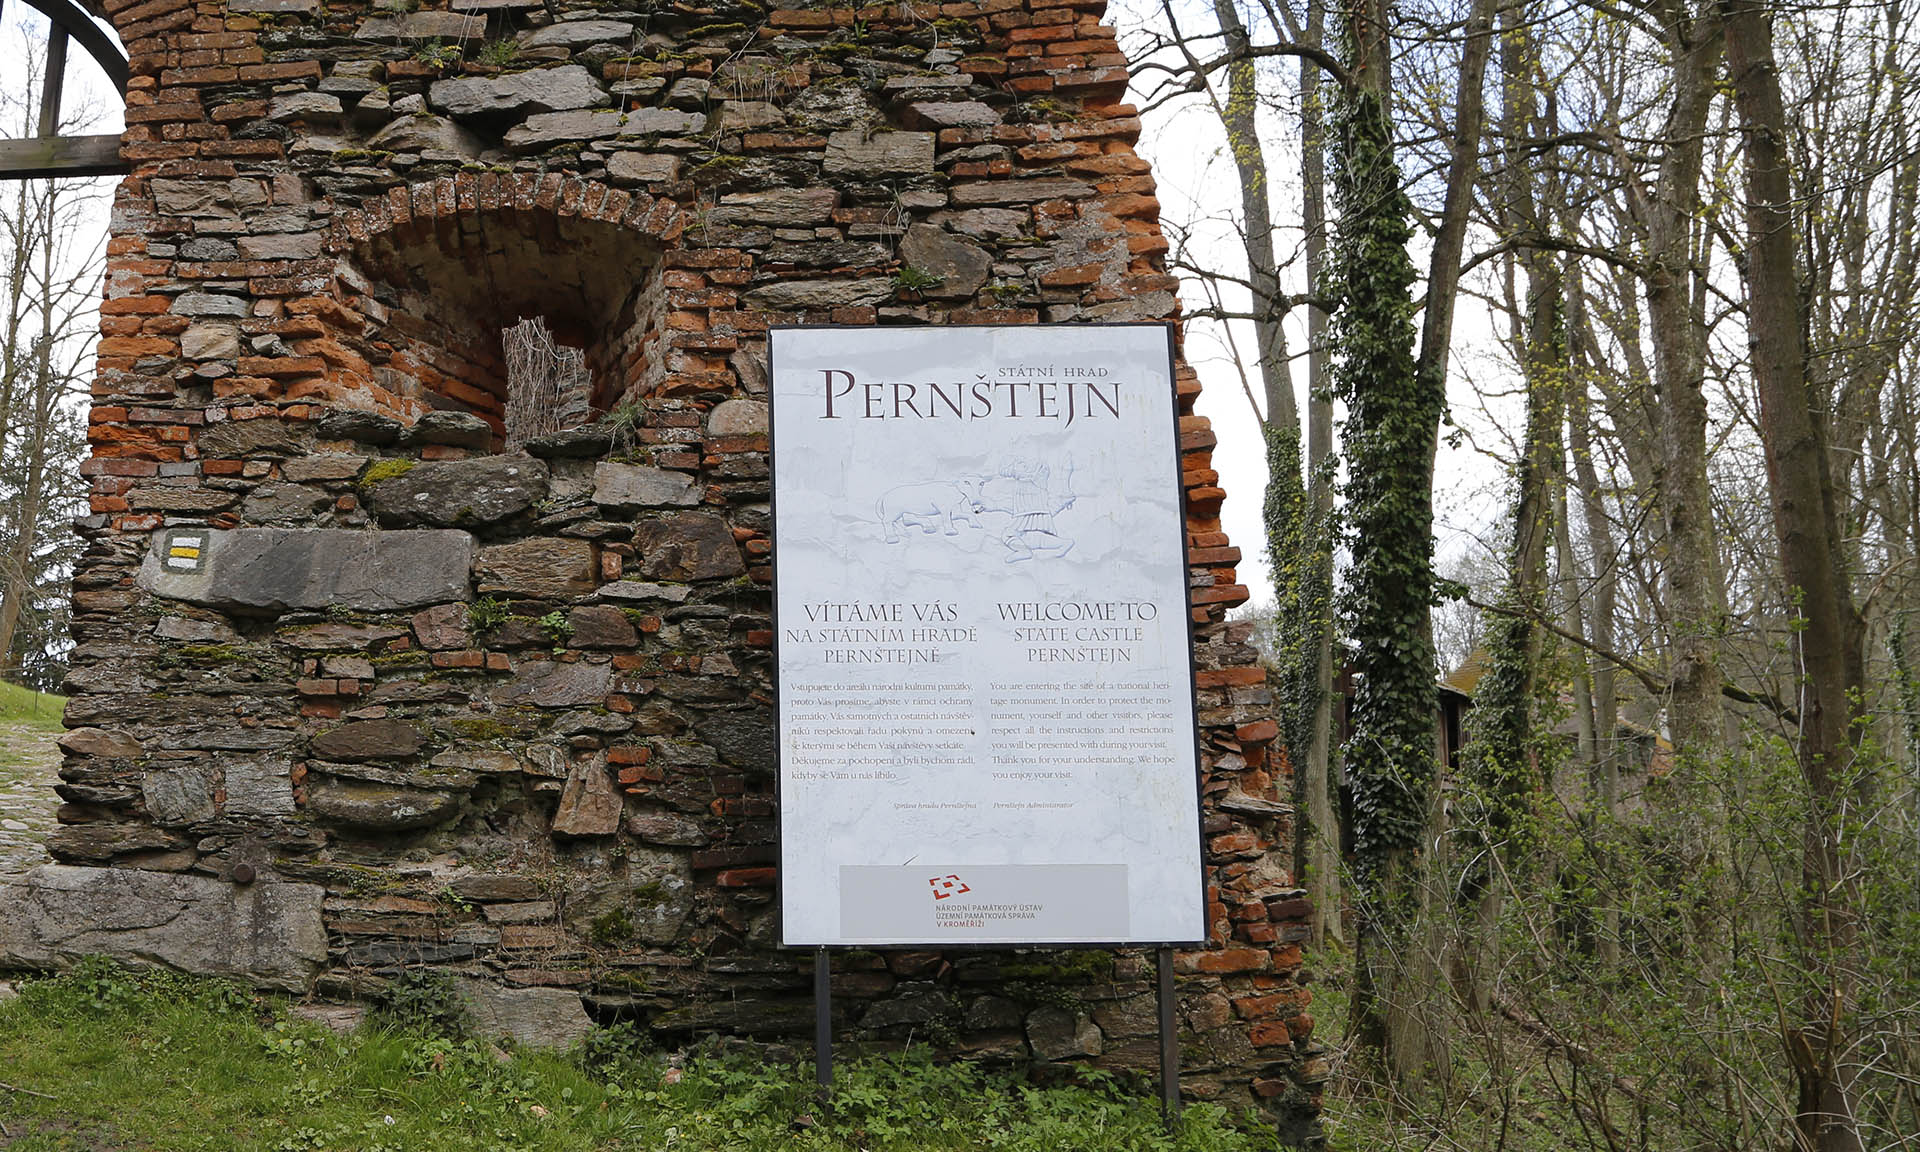 STÁTNÍ HRAD
PERNŠTEJN
VÍTÁME VÁS
NA STÁTNÍM HRADĚ
PERNŠTEJNĚ
Vstupujete do areálu národní kulturní památky,
proto Vás prosíme, abyste v rámci ochrany
památky, Vás samotných a ostatních návštěv-
níků respektovali řadu pokynů a omezení,
se kterými se během Vaší návštěvy setkáte.
Děkujeme za pochopení a byli bychom rádi,
kdyby se Vám u nás líbilo.
Správa hradu Pernštejna
WELCOME TO
STATE CASTLE
PERNŠTEJN
You are entering the site of a national heri-
tage monument. In order to protect the mo-
nument, yourself and other visitors, please
respect all the instructions and restrictions
you will be presented with during your visit.
Thank you for your understanding. We hope
you enjoy your visit.
Pernštejn Administrator
NÁRODNÍ PAMÁTKOVÝ ÚSTAV
ÚZEMNÍ PAMÁTKOVÁ SPRÁVA
V KROMĚŘÍŽI